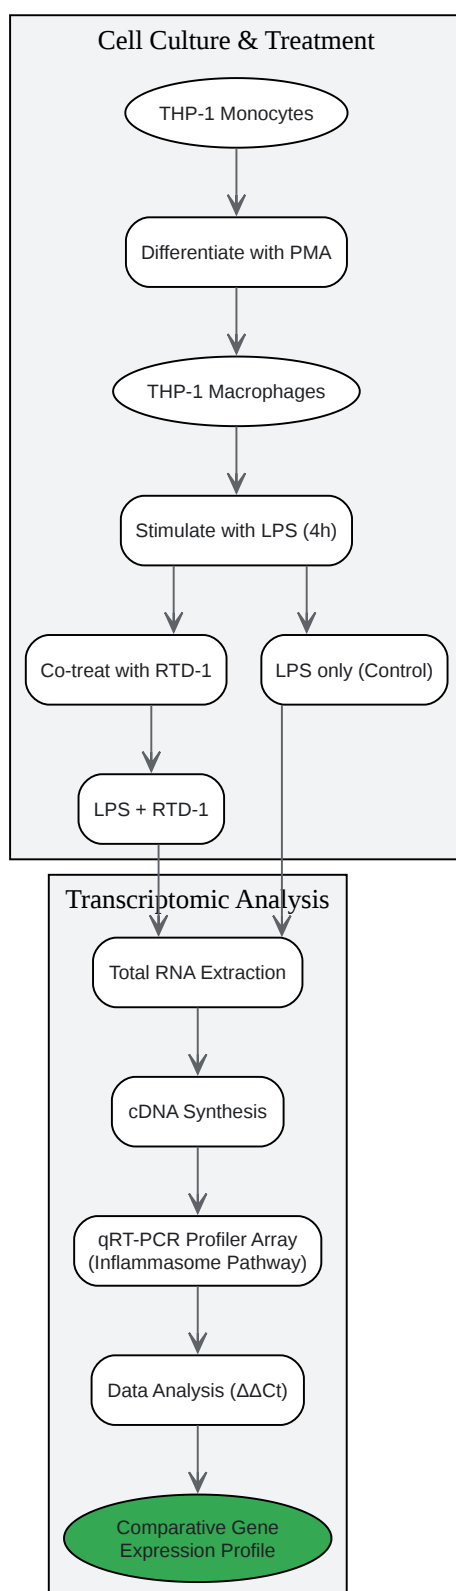 Cell Culture & Treatment
THP-1 Monocytes
Differentiate with PMA
THP-1 Macrophages
Stimulate with LPS (4h)
Co-treat with RTD-1
LPS only (Control)
LPS + RTD-1
Transcriptomic Analysis
Total RNA Extraction
cDNA Synthesis
qRT-PCR Profiler Array
(Inflammasome Pathway)
Data Analysis (ΔΔCt)
Comparative Gene
Expression Profile